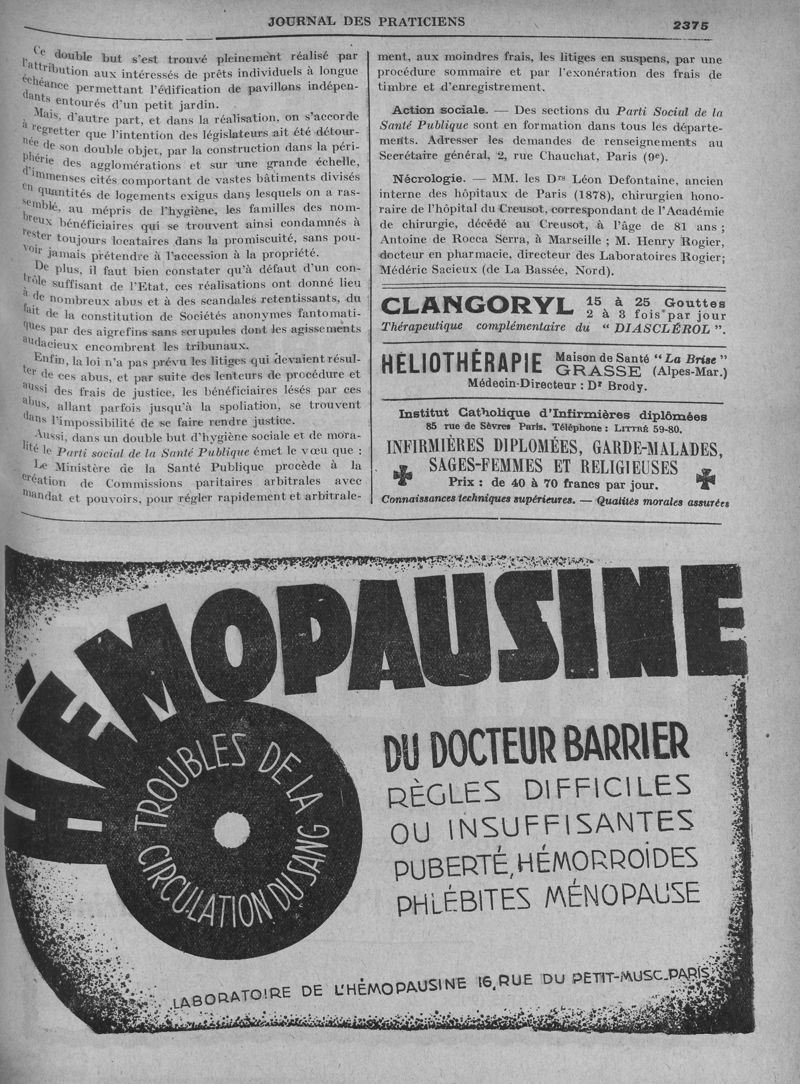 JOURNAL DES PRATICIENS
2375
Ce double but s'est trouvé pleinement réalisé par
l'attribution aux intéressés de prêts individuels à longue
échéance permettant l'édification de pavillons indépen-
dants entourés d'un petit jardin.
Mais, d'autre part, et dans la réalisation, on s'accorde
à regretter que l'intention des législateurs ait été détour-
née de son double objet, par la construction dans la péri-
phérie des agglomérations et sur une grande échelle,
d'immenses cités comportant de vastes bâtiments divisés
en quantités de logements exigus dans lesquels on a ras-
semblé, au mépris de l'hygiène, les familles des nom-
breux bénéficiaires qui se trouvent ainsi condamnés à
rester toujours locataires dans la promiscuité, sans pou-
voir jamais prétendre à l'accession à la propriété.
De plus, il faut bien constater qu'à défaut d'un con-
trôle suffisant de l'Etat, ces réalisations ont donné lieu
à de nombreux abus et à des scandales retentissants, du
fait de la constitution de Sociétés anonymes fantomati-
ques par des aigrefins sans scrupules dont les agissements
audacieux encombrent les tribunaux.
Enfin, la loi n'a pas prévu les litiges qui devaient résul-
ter de ces abus, et par suite des lenteurs de procédure et
aussi des frais de justice, les bénéficiaires lésés par ces
abus, allant parfois jusqu'à la spoliation, se trouvent
dans l'impossibilité de se faire rendre justice.
Aussi, dans un double but d'hygiène sociale et de mora-
lité le Parti social de la Santé Publique émet le vœu que :
Le Ministère de la Santé Publique procède à la
création de Commissions paritaires arbitrales avec
mandat et pouvoirs, pour régler rapidement et arbitrale-
ment, aux moindres frais, les litiges en suspens, par une
procédure sommaire et par l'exonération des frais de
timbre et d'enregistrement.
Action sociale. — Des sections du Parti Social de la
Santé Publique sont en formation dans tous les départe-
ments. Adresser les demandes de renseignements au
Secrétaire général, 2, rue Chauchat, Paris (9e).
Nécrologie. — MM. les Drs Léon Defontaine, ancien
interne des hôpitaux de Paris (1878), chirurgien hono-
raire de l'hôpital du Creusot, correspondant de l'Académie
de chirurgie, décédé au Creusot, à l'âge de 81 ans ;
Antoine de Rocca Serra, à Marseille ; M. Henry Rogier,
docteur en pharmacie, directeur des Laboratoires Rogier;
Médéric Sacieux (de La Bassée, Nord).
CLANGORYL 15 à 25 Gouttes
2 à 3 fois par jour
Thérapeutique complémentaire du " DIASCLÉROL ".
HÉLIOTHÉRAPIE Maison de Santé " La Brise "
GRASSE (Alpes-Mar.)
Médecin-Directeur : Dr Brody.
Institut Catholique d'Infirmières diplômées
85 rue de Sèvres Paris. Téléphone : LITTRÉ 59-80.
INFIRMIÈRES DIPLOMÉES, GARDE-MALADES,
SAGES-FEMMES ET RELIGIEUSES
Prix : de 40 à 70 francs par jour.
Connaissances techniques supérieures. — Qualités morales assurées
HÉMOPAUSINE
TROUBLES DE LA
CIRCULATION DU SANG
DU DOCTEUR BARRIER
RÈGLES DIFFICILES
OU INSUFFISANTES
PUBERTÉ, HÉMORROÏDES
PHLÉBITES MÉNOPAUSE
LABORATOIRE DE L'HÉMOPAUSINE 16, RUE DU PETIT-MUSC_PARIS